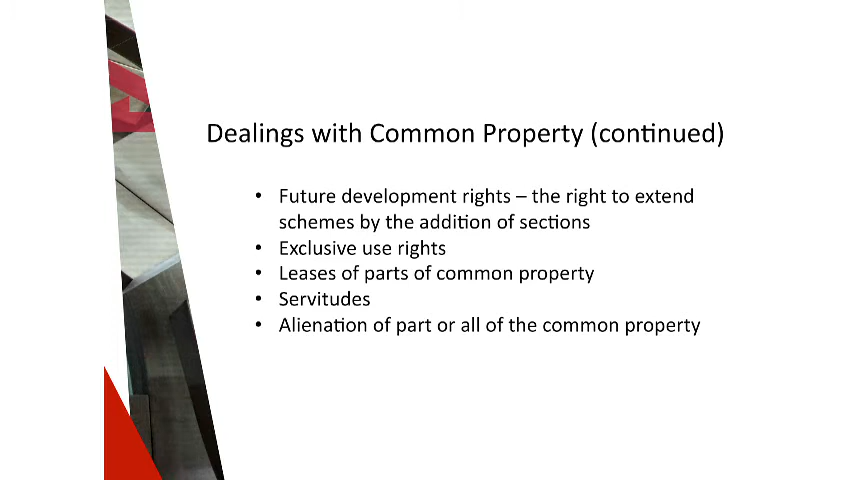 Dealings with Common Property (continued)
• Future development rights – the right to extend
schemes by the addition of sections
• Exclusive use rights
• Leases of parts of common property
• Servitudes
• Alienation of part or all of the common property